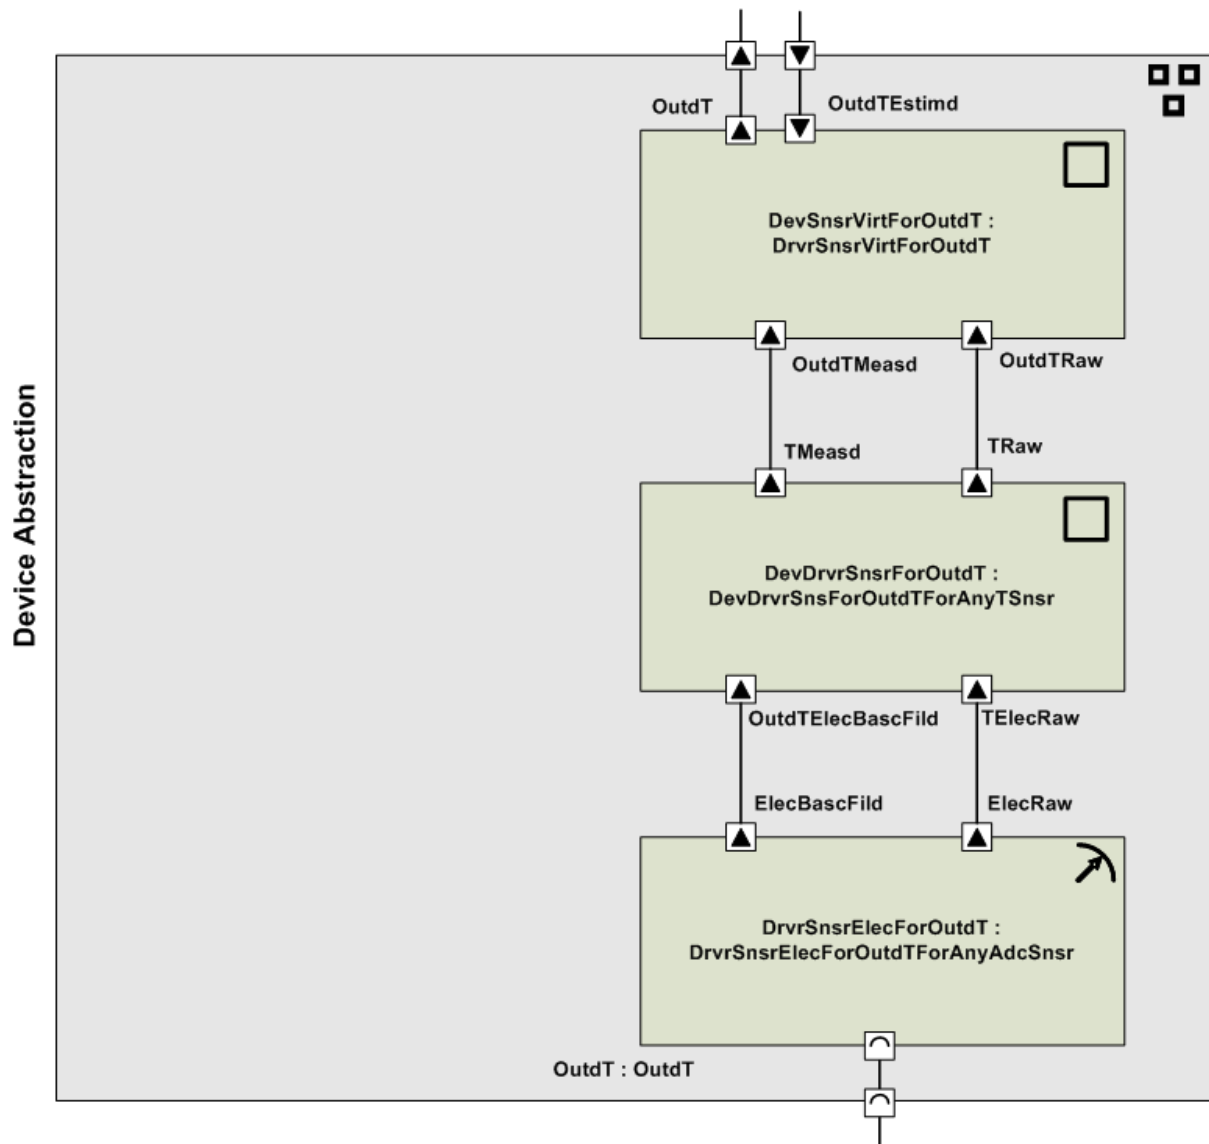 OutdT
OutdTEstimd
DevSnsrVirtForOutdT :
DrvrSnsrVirtForOutdT
OutdTMeasd
OutdTRaw
Device Abstraction
TMeasd
TRaw
DevDrvrSnsrForOutdT :
DevDrvrSnsForOutdTForAnyTSnsr
OutdTElecBascFild
TElecRaw
ElecBascFild
ElecRaw
DrvrSnsrElecForOutdT :
DrvrSnsrElecForOutdTForAnyAdcSnsr
OutdT : OutdT